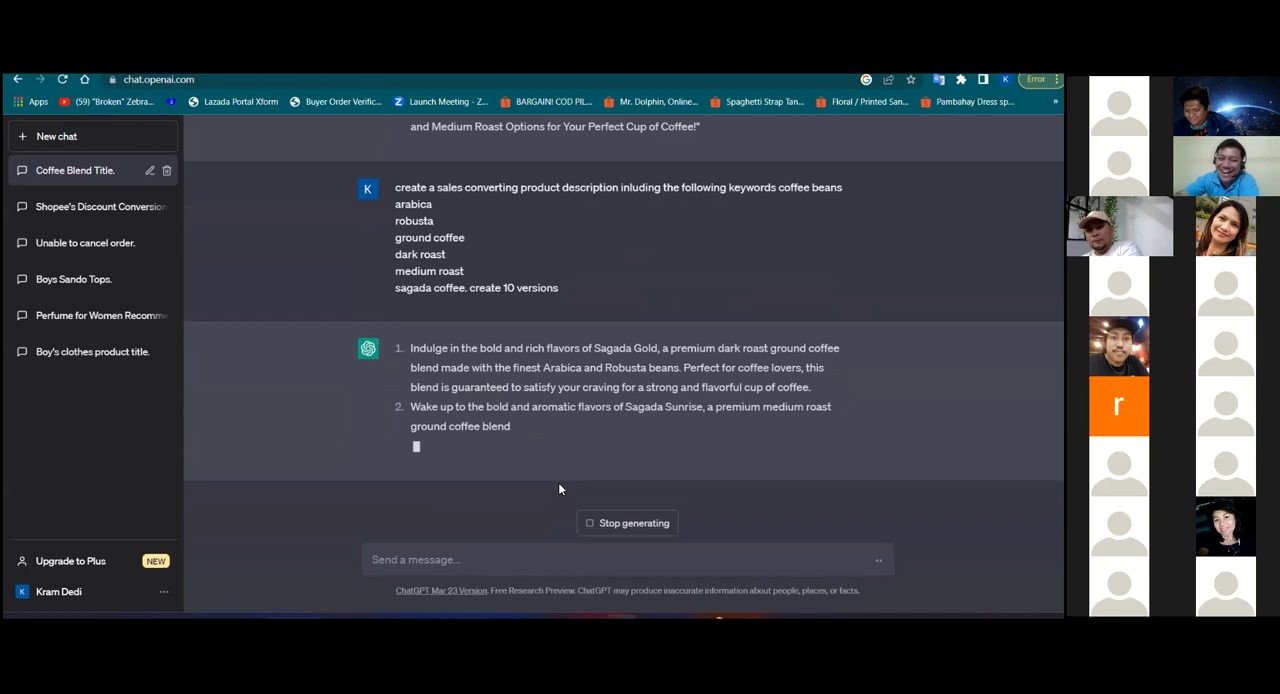 chat.openai.com
Error
Apps
(59) "Broken" Zebra...
Lazada Portal Xform
Buyer Order Verific...
Launch Meeting - Z...
BARGAIN! COD PIL...
Mr. Dolphin, Online...
Spaghetti Strap Tan...
Floral / Printed San...
Pambahay Dress sp...
»
New chat
Coffee Blend Title.
Shopee's Discount Conversion
Unable to cancel order.
Boys Sando Tops.
Perfume for Women Recomme
Boy's clothes product title.
Upgrade to Plus
NEW
K
Kram Dedi
and Medium Roast Options for Your Perfect Cup of Coffee!"
K
create a sales converting product description inluding the following keywords coffee beans
arabica
robusta
ground coffee
dark roast
medium roast
sagada coffee. create 10 versions
1. Indulge in the bold and rich flavors of Sagada Gold, a premium dark roast ground coffee
blend made with the finest Arabica and Robusta beans. Perfect for coffee lovers, this
blend is guaranteed to satisfy your craving for a strong and flavorful cup of coffee.
2. Wake up to the bold and aromatic flavors of Sagada Sunrise, a premium medium roast
ground coffee blend
Stop generating
Send a message...
ChatGPT Mar 23 Version. Free Research Preview. ChatGPT may produce inaccurate information about people, places, or facts.
K
r